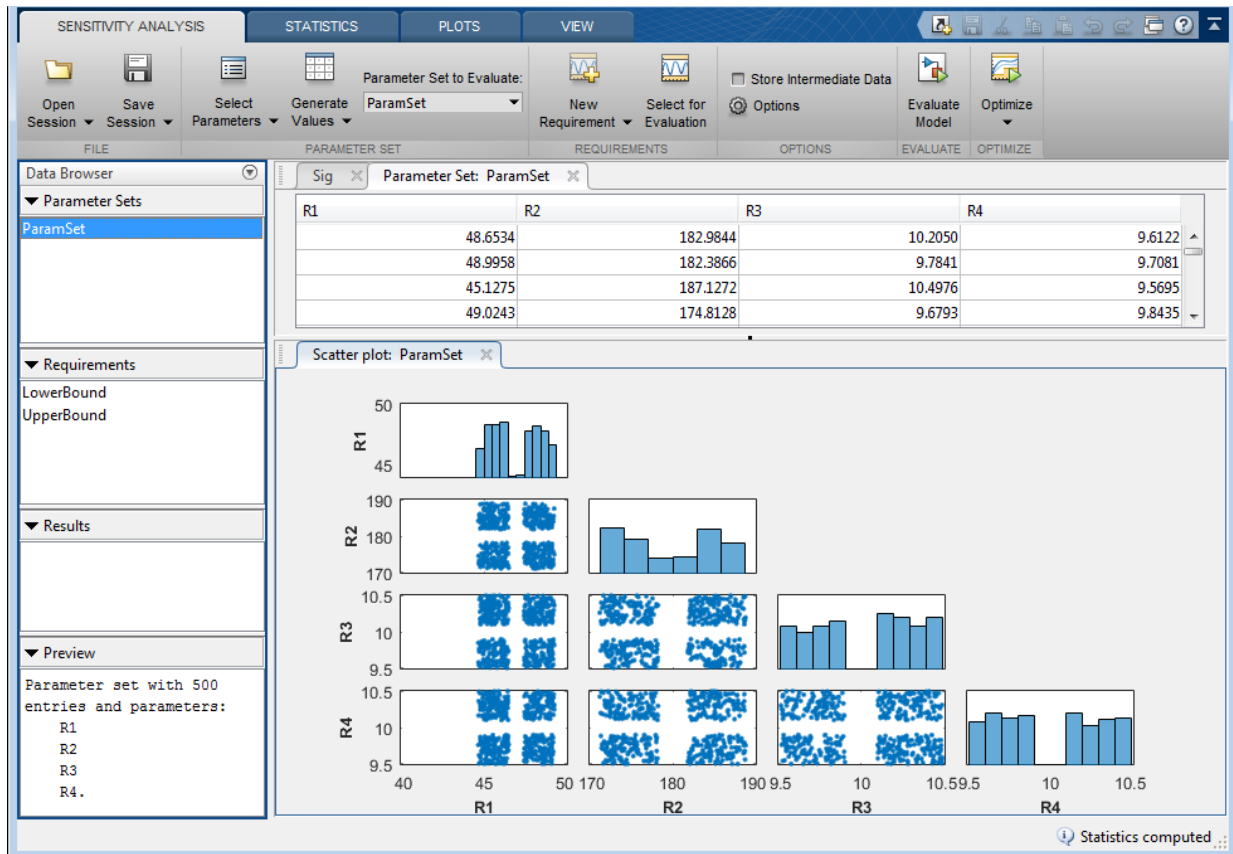 SENSITIVITY ANALYSIS STATISTICS PLOTS VIEW
Open Session Save Session Select Parameters Generate Values Parameter Set to Evaluate: ParamSet New Requirement Select for Evaluation Store Intermediate Data Options Evaluate Model Optimize
FILE PARAMETER SET REQUIREMENTS OPTIONS EVALUATE OPTIMIZE
Data Browser
Parameter Sets
ParamSet
Requirements
LowerBound
UpperBound
Results
Preview
Parameter set with 500
entries and parameters:
R1
R2
R3
R4.
Sig Parameter Set: ParamSet
R1 R2 R3 R4
48.6534 182.9844 10.2050 9.6122
48.9958 182.3866 9.7841 9.7081
45.1275 187.1272 10.4976 9.5695
49.0243 174.8128 9.6793 9.8435
Scatter plot: ParamSet
50
R1
45
190
R2 180
170
10.5
R3 10
9.5
10.5
R4 10
9.5
40 45 50 170 180 190 9.5 10 10.5 9.5 10 10.5
R1 R2 R3 R4
Statistics computed